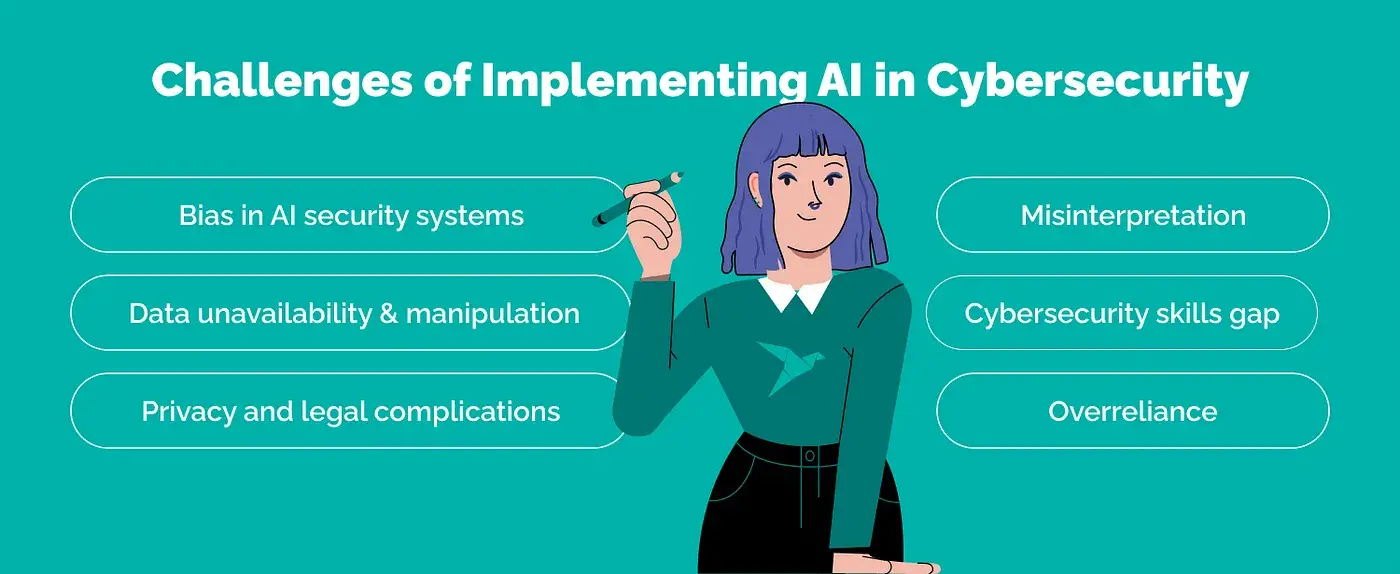 Challenges of Implementing AI in Cybersecurity
Bias in AI security systems
Data unavailability & manipulation
Privacy and legal complications
Misinterpretation
Cybersecurity skills gap
Overreliance